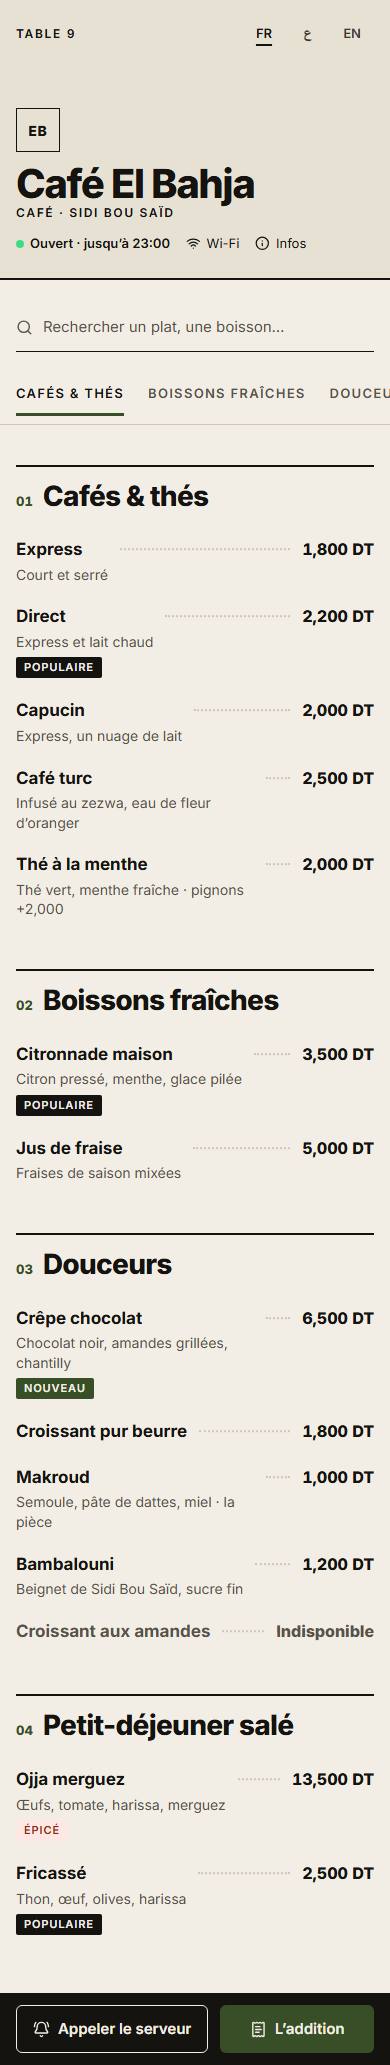 TABLE 9
FR ع EN
EB
Café El Bahja
CAFÉ · SIDI BOU SAÏD
Ouvert · jusqu’à 23:00 Wi-Fi Infos
Rechercher un plat, une boisson…
CAFÉS & THÉS BOISSONS FRAÎCHES DOUCEU
01 Cafés & thés
Express 1,800 DT
Court et serré
Direct 2,200 DT
Express et lait chaud
POPULAIRE
Capucin 2,000 DT
Express, un nuage de lait
Café turc 2,500 DT
Infusé au zezwa, eau de fleur
d’oranger
Thé à la menthe 2,000 DT
Thé vert, menthe fraîche · pignons
+2,000
02 Boissons fraîches
Citronnade maison 3,500 DT
Citron pressé, menthe, glace pilée
POPULAIRE
Jus de fraise 5,000 DT
Fraises de saison mixées
03 Douceurs
Crêpe chocolat 6,500 DT
Chocolat noir, amandes grillées,
chantilly
NOUVEAU
Croissant pur beurre 1,800 DT
Makroud 1,000 DT
Semoule, pâte de dattes, miel · la
pièce
Bambalouni 1,200 DT
Beignet de Sidi Bou Saïd, sucre fin
Croissant aux amandes Indisponible
04 Petit-déjeuner salé
Ojja merguez 13,500 DT
Œufs, tomate, harissa, merguez
ÉPICÉ
Fricassé 2,500 DT
Thon, œuf, olives, harissa
POPULAIRE
Appeler le serveur L’addition